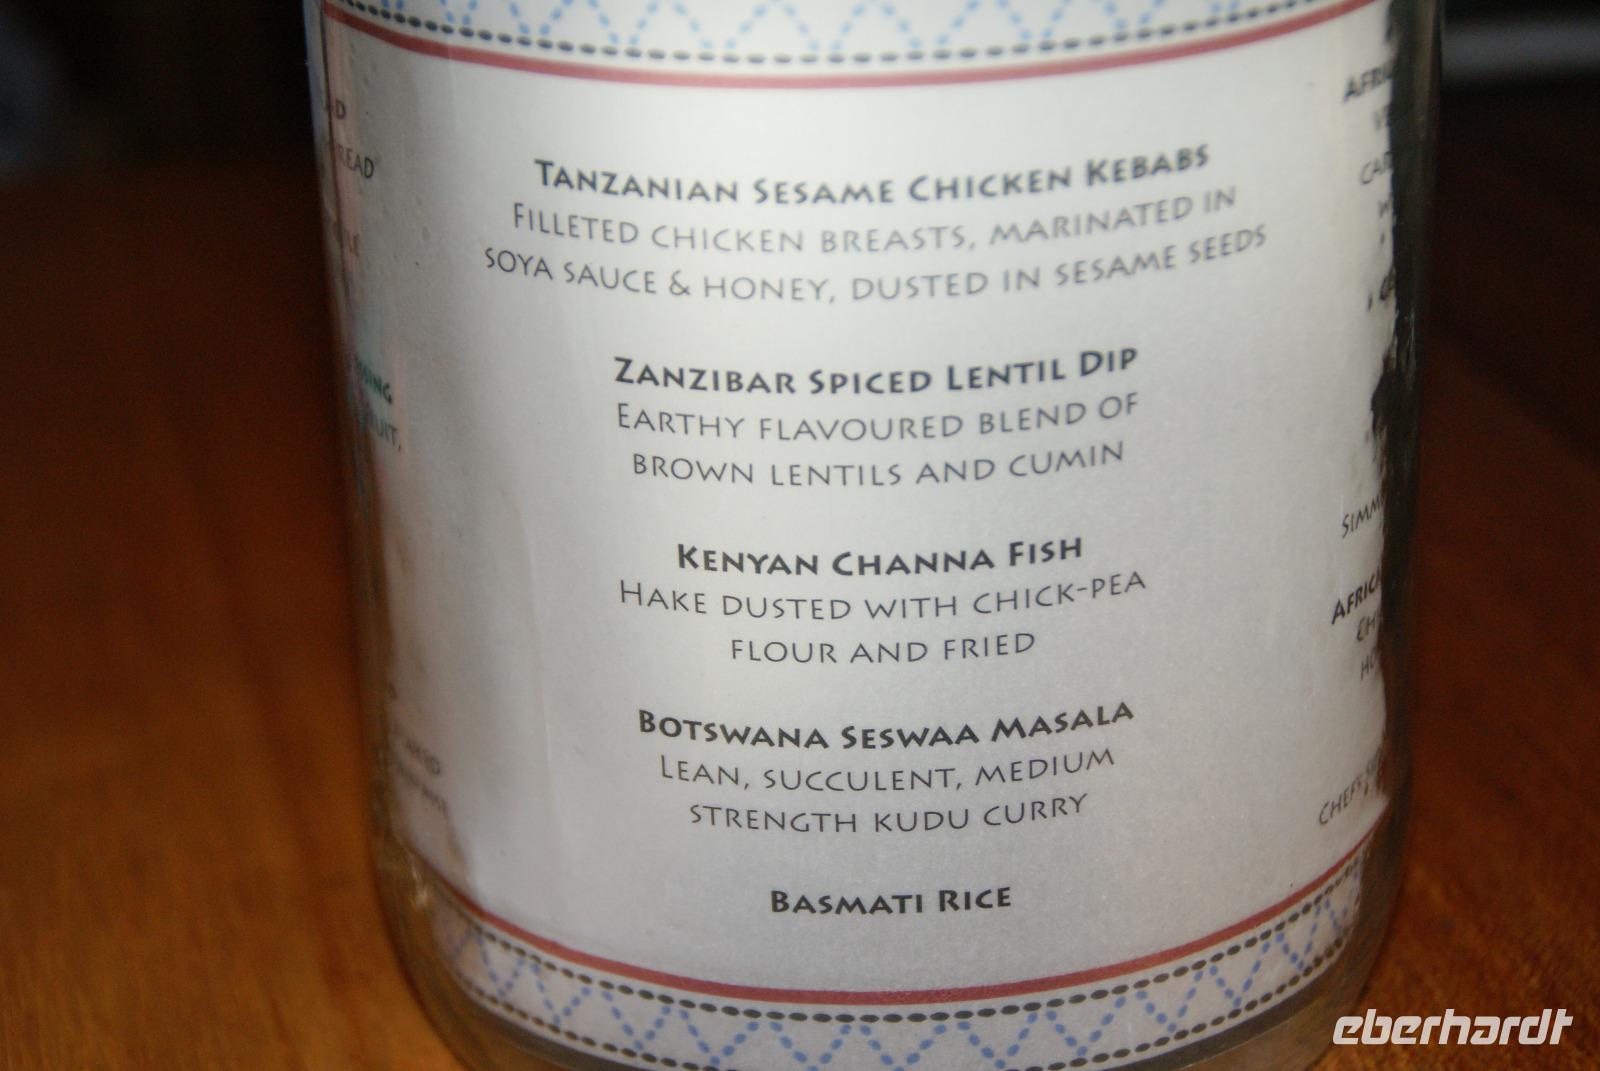 TANZANIAN SESAME CHICKEN KEBABS
FILLETED CHICKEN BREASTS, MARINATED IN
SOYA SAUCE & HONEY, DUSTED IN SESAME SEEDS
ZANZIBAR SPICED LENTIL DIP
EARTHY FLAVOURED BLEND OF
BROWN LENTILS AND CUMIN
KENYAN CHANNA FISH
HAKE DUSTED WITH CHICK-PEA
FLOUR AND FRIED
BOTSWANA SESWAA MASALA
LEAN, SUCCULENT, MEDIUM
STRENGTH KUDU CURRY
BASMATI RICE
eberhardt